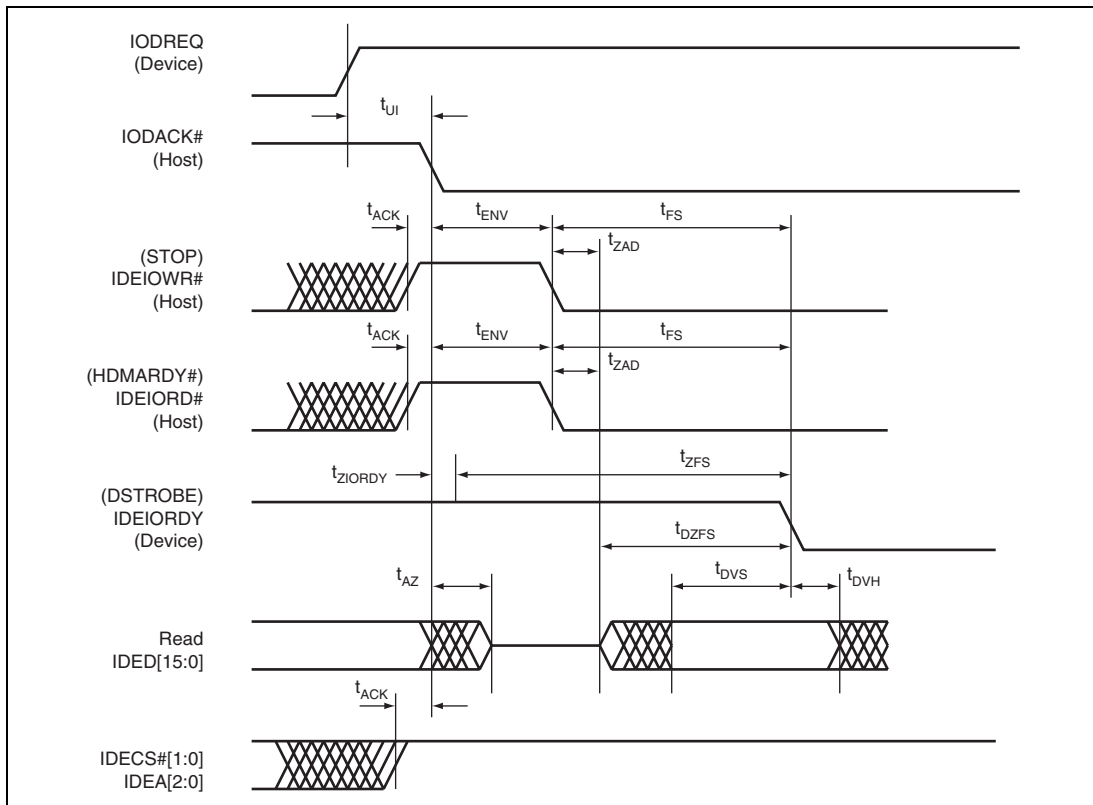 IODREQ
(Device)
tUI
IODACK#
(Host)
tACK
tENV
tFS
tZAD
(STOP)
IDEIOWR#
(Host)
tACK
tENV
tFS
tZAD
(HDMARDY#)
IDEIORD#
(Host)
tZIORDY
tZFS
(DSTROBE)
IDEIORDY
(Device)
tDZFS
tAZ
tDVS
tDVH
Read
IDED[15:0]
tACK
IDECS#[1:0]
IDEA[2:0]